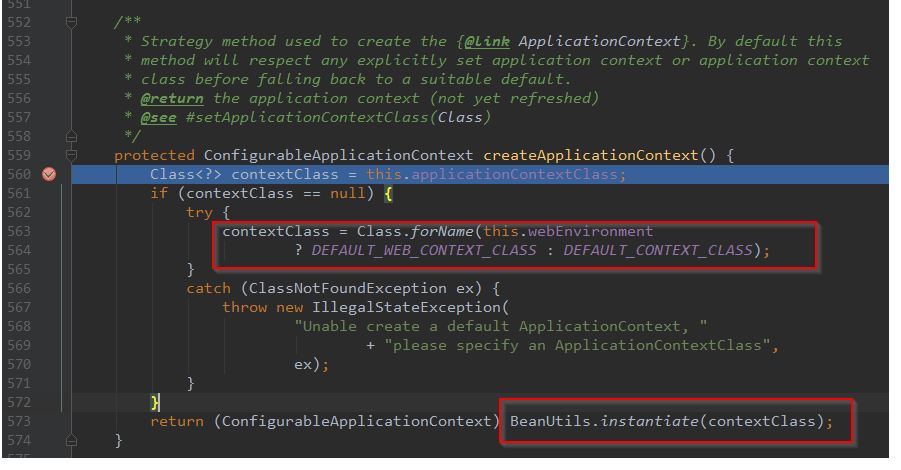 551
552 /**
553 * Strategy method used to create the {@link ApplicationContext}. By default this
554 * method will respect any explicitly set application context or application context
555 * class before falling back to a suitable default.
556 * @return the application context (not yet refreshed)
557 * @see #setApplicationContextClass(Class)
558 */
559 protected ConfigurableApplicationContext createApplicationContext() {
560 Class<?> contextClass = this.applicationContextClass;
561 if (contextClass == null) {
562 try {
563 contextClass = Class.forName(this.webEnvironment
564 ? DEFAULT_WEB_CONTEXT_CLASS : DEFAULT_CONTEXT_CLASS);
565 }
566 catch (ClassNotFoundException ex) {
567 throw new IllegalStateException(
568 "Unable create a default ApplicationContext, "
569 + "please specify an ApplicationContextClass",
570 ex);
571 }
572 }
573 return (ConfigurableApplicationContext) BeanUtils.instantiate(contextClass);
574 }
575